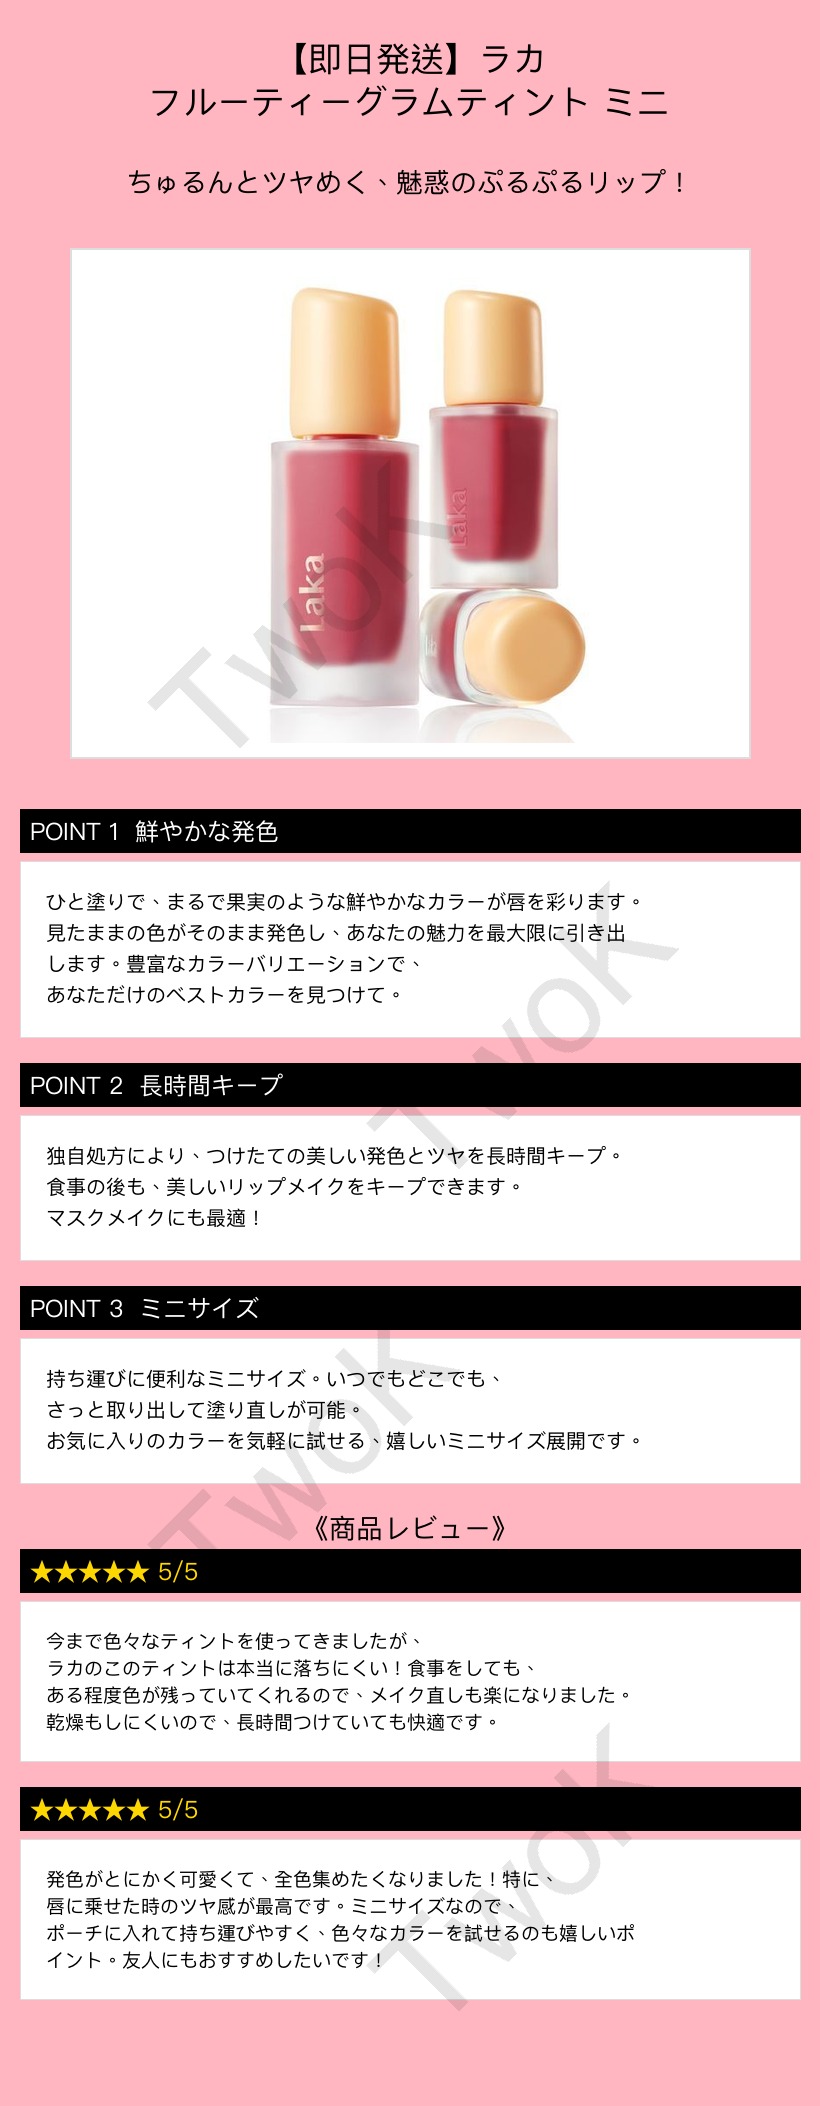 【即日発送】ラカ
フルーティーグラムティント ミニ
ちゅるんとツヤめく、魅惑のぷるぷるリップ！
Laka
Laka
TwoK
POINT 1 鮮やかな発色
ひと塗りで、まるで果実のような鮮やかなカラーが唇を彩ります。
見たままの色がそのまま発色し、あなたの魅力を最大限に引き出
します。豊富なカラーバリエーションで、
あなただけのベストカラーを見つけて。
TwoK
POINT 2 長時間キープ
独自処方により、つけたての美しい発色とツヤを長時間キープ。
食事の後も、美しいリップメイクをキープできます。
マスクメイクにも最適！
POINT 3 ミニサイズ
持ち運びに便利なミニサイズ。いつでもどこでも、
さっと取り出して塗り直しが可能。
お気に入りのカラーを気軽に試せる、嬉しいミニサイズ展開です。
TwoK
《商品レビュー》
★★★★★ 5/5
今まで色々なティントを使ってきましたが、
ラカのこのティントは本当に落ちにくい！食事をしても、
ある程度色が残っていてくれるので、メイク直しも楽になりました。
乾燥もしにくいので、長時間つけていても快適です。
★★★★★ 5/5
発色がとにかく可愛くて、全色集めたくなりました！特に、
唇に乗せた時のツヤ感が最高です。ミニサイズなので、
ポーチに入れて持ち運びやすく、色々なカラーを試せるのも嬉しいポ
イント。友人にもおすすめしたいです！
TwoK